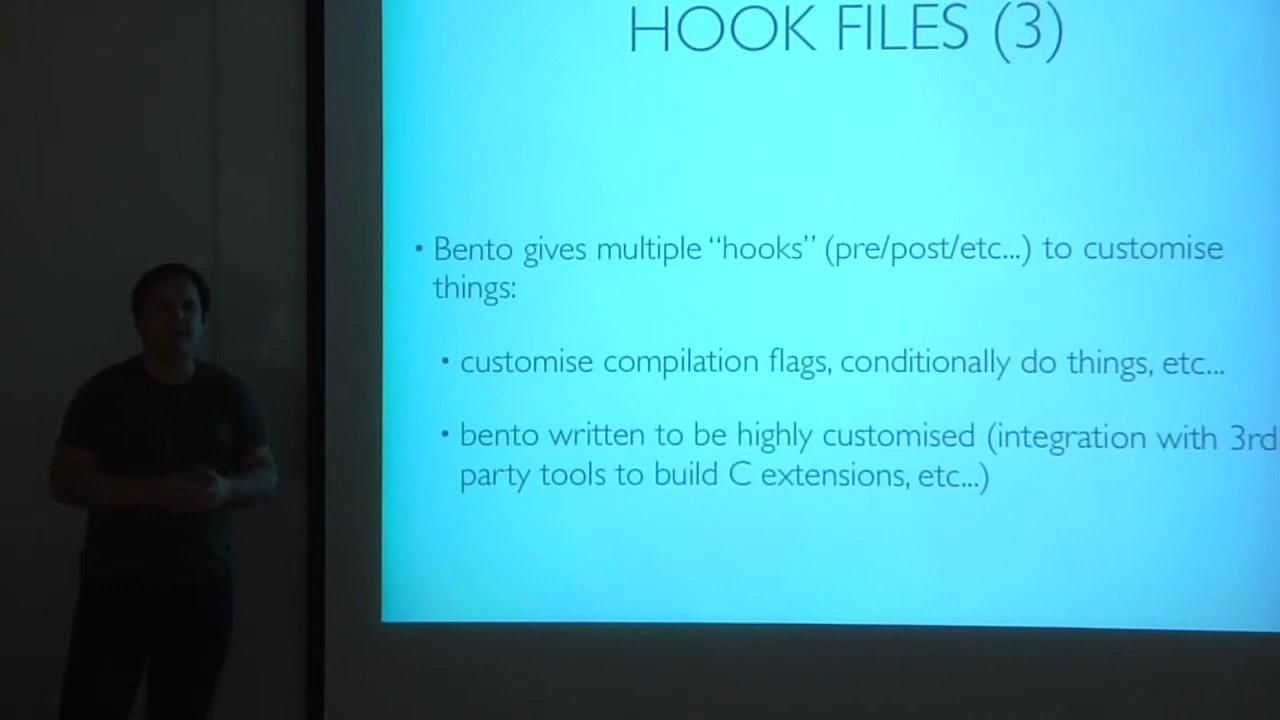 HOOK FILES (3)
• Bento gives multiple “hooks” (pre/post/etc...) to customise
things:
• customise compilation flags, conditionally do things, etc...
• bento written to be highly customised (integration with 3rd
party tools to build C extensions, etc...)